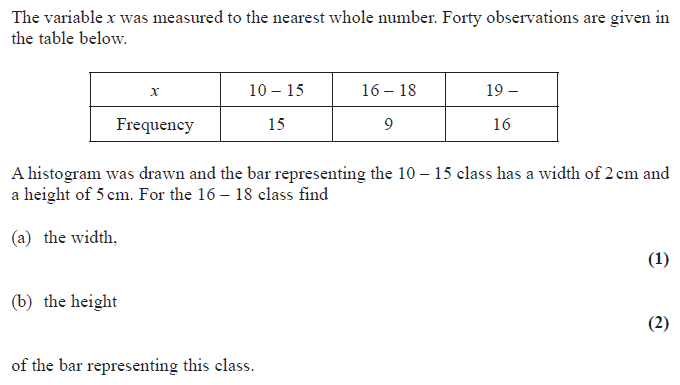 The variable x was measured to the nearest whole number. Forty observations are given in
the table below.
x 10 – 15 16 – 18 19 –
Frequency 15 9 16
A histogram was drawn and the bar representing the 10 – 15 class has a width of 2 cm and
a height of 5 cm. For the 16 – 18 class find
(a) the width,
(1)
(b) the height
(2)
of the bar representing this class.